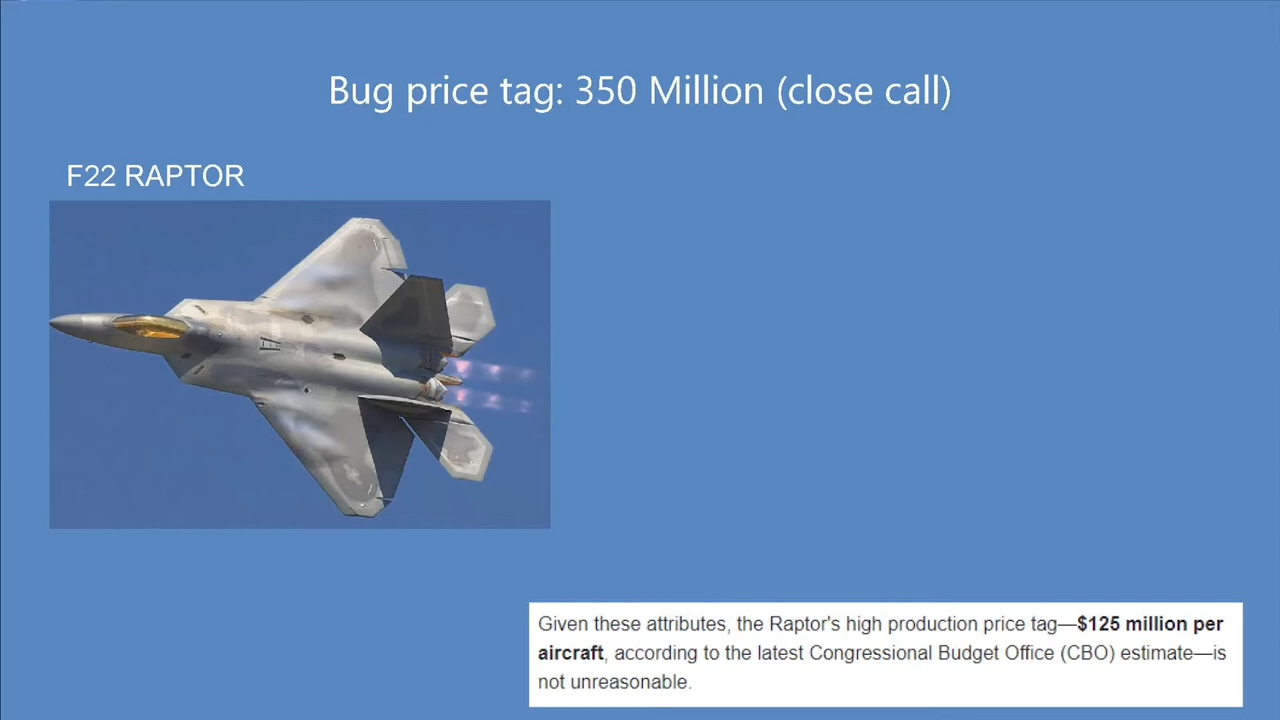 Bug price tag: 350 Million (close call)
F22 RAPTOR
Given these attributes, the Raptor's high production price tag—$125 million per
aircraft, according to the latest Congressional Budget Office (CBO) estimate—is
not unreasonable.